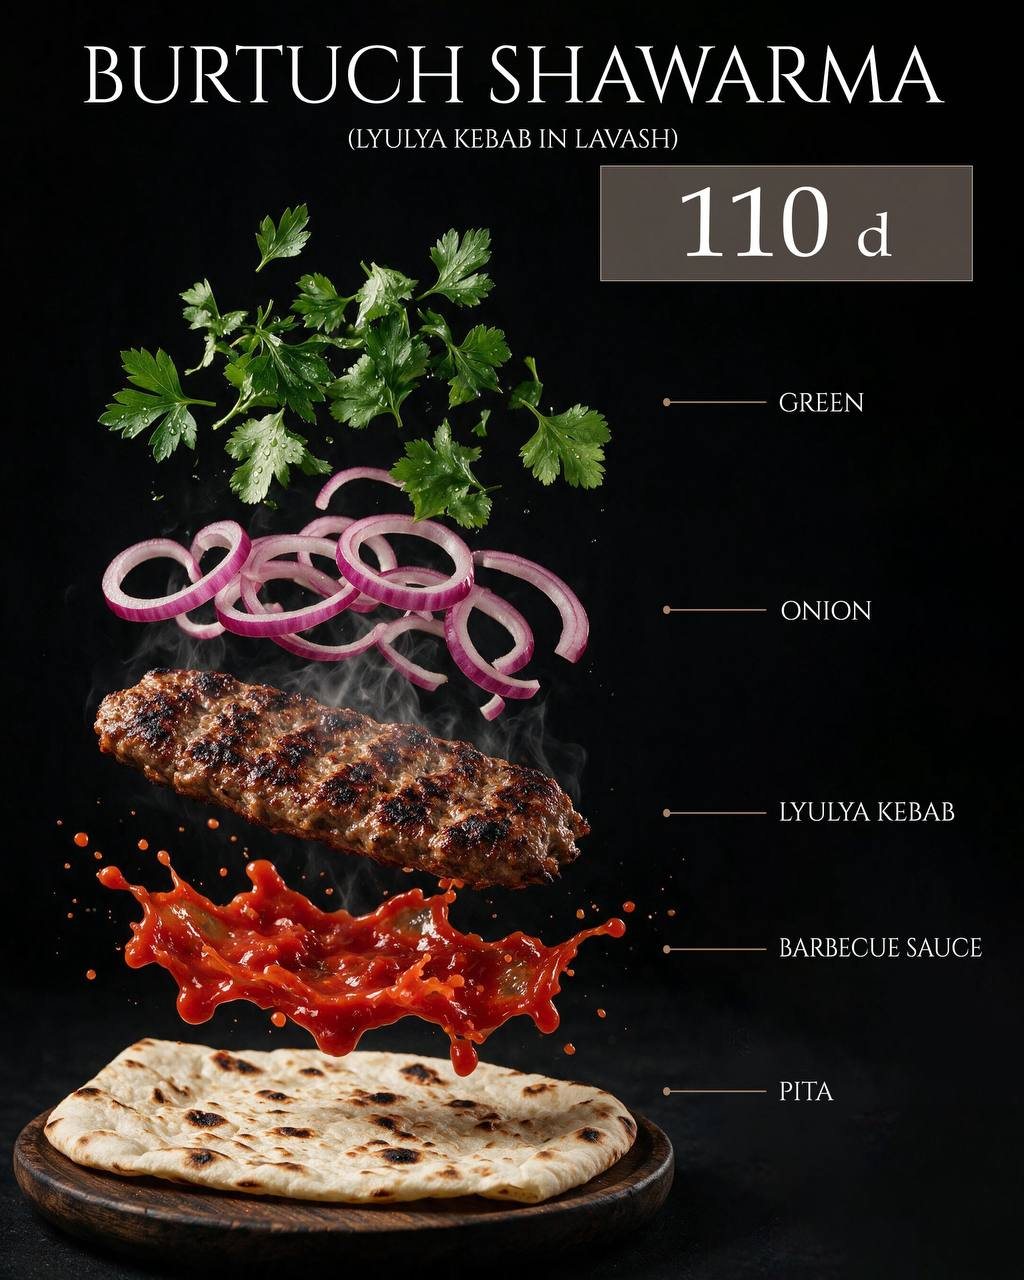 BURTUCH SHAWARMA
(LYULYA KEBAB IN LAVASH)
110 d
GREEN
ONION
LYULYA KEBAB
BARBECUE SAUCE
PITA